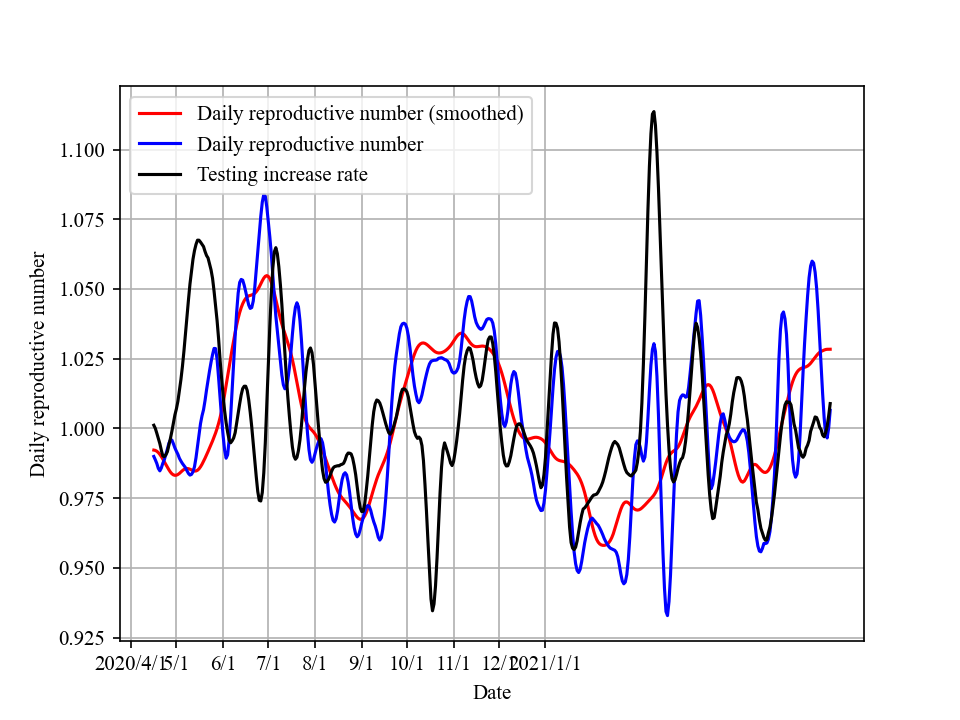 Daily reproductive number (smoothed)
Daily reproductive number
Testing increase rate
Daily reproductive number
1.100
1.075
1.050
1.025
1.000
0.975
0.950
0.925
2020/4/1 5/1 6/1 7/1 8/1 9/1 10/1 11/1 12/1 2021/1/1
Date